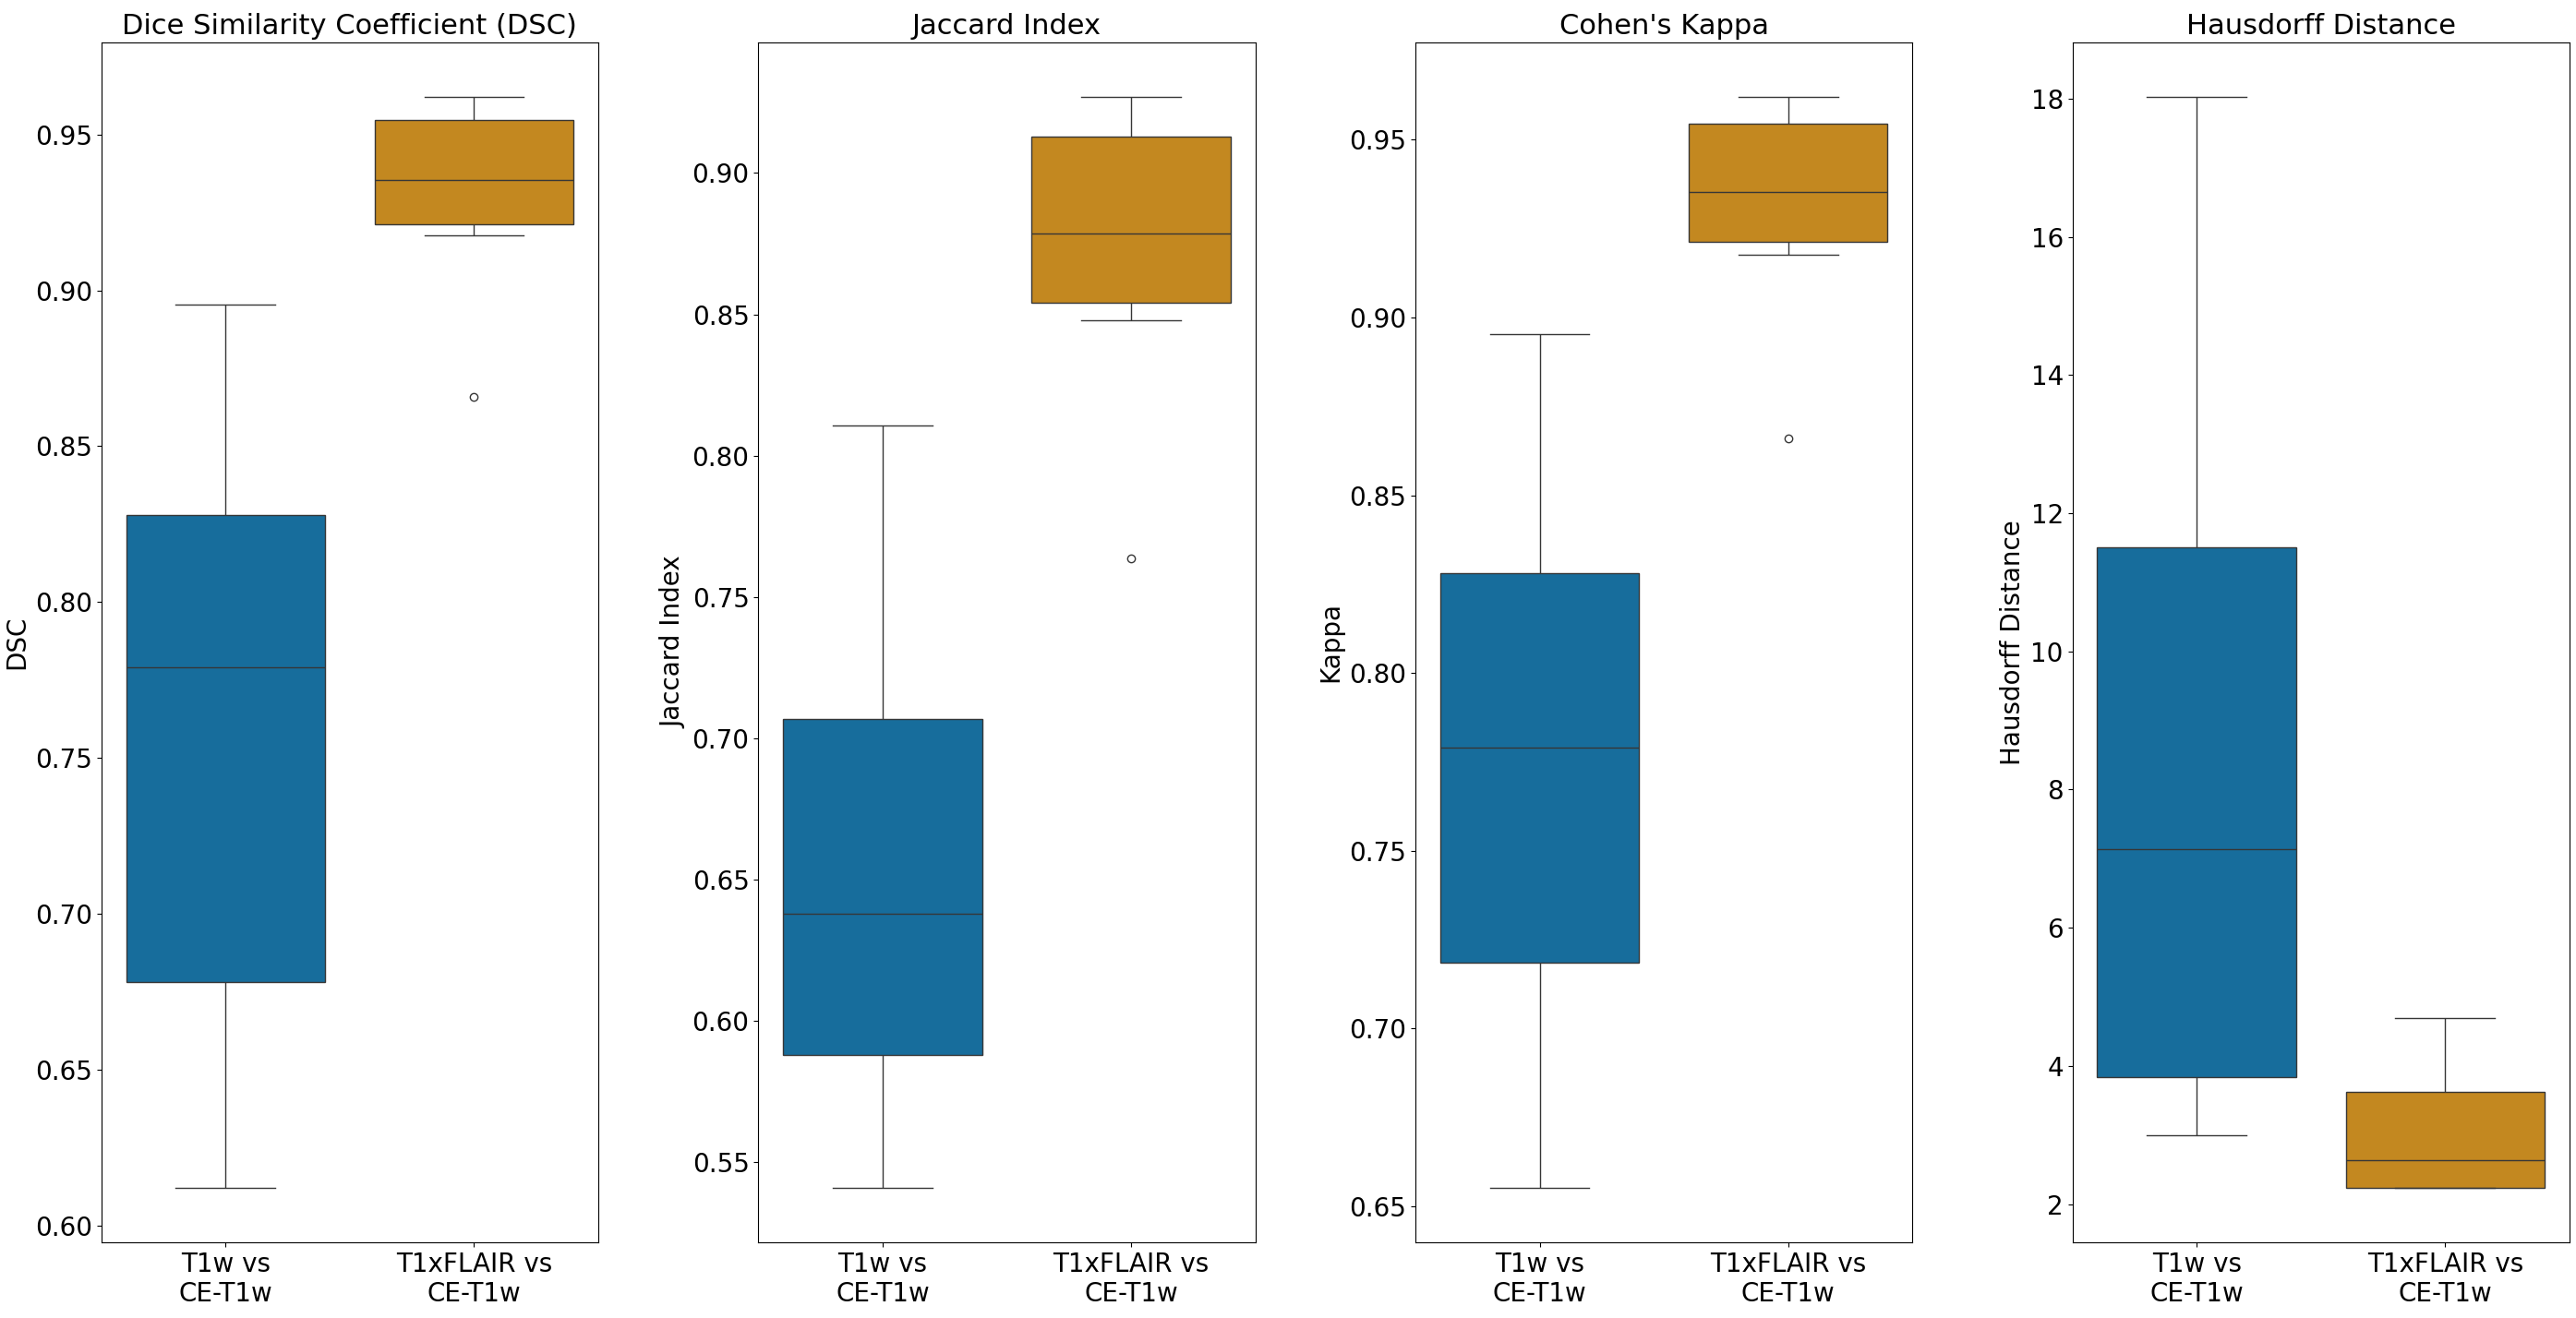 Dice Similarity Coefficient (DSC)
DSC
0.95
0.90
0.85
0.80
0.75
0.70
0.65
0.60
T1w vs
CE-T1w
T1xFLAIR vs
CE-T1w
Jaccard Index
Jaccard Index
0.90
0.85
0.80
0.75
0.70
0.65
0.60
0.55
T1w vs
CE-T1w
T1xFLAIR vs
CE-T1w
Cohen's Kappa
Kappa
0.95
0.90
0.85
0.80
0.75
0.70
0.65
T1w vs
CE-T1w
T1xFLAIR vs
CE-T1w
Hausdorff Distance
Hausdorff Distance
18
16
14
12
10
8
6
4
2
T1w vs
CE-T1w
T1xFLAIR vs
CE-T1w